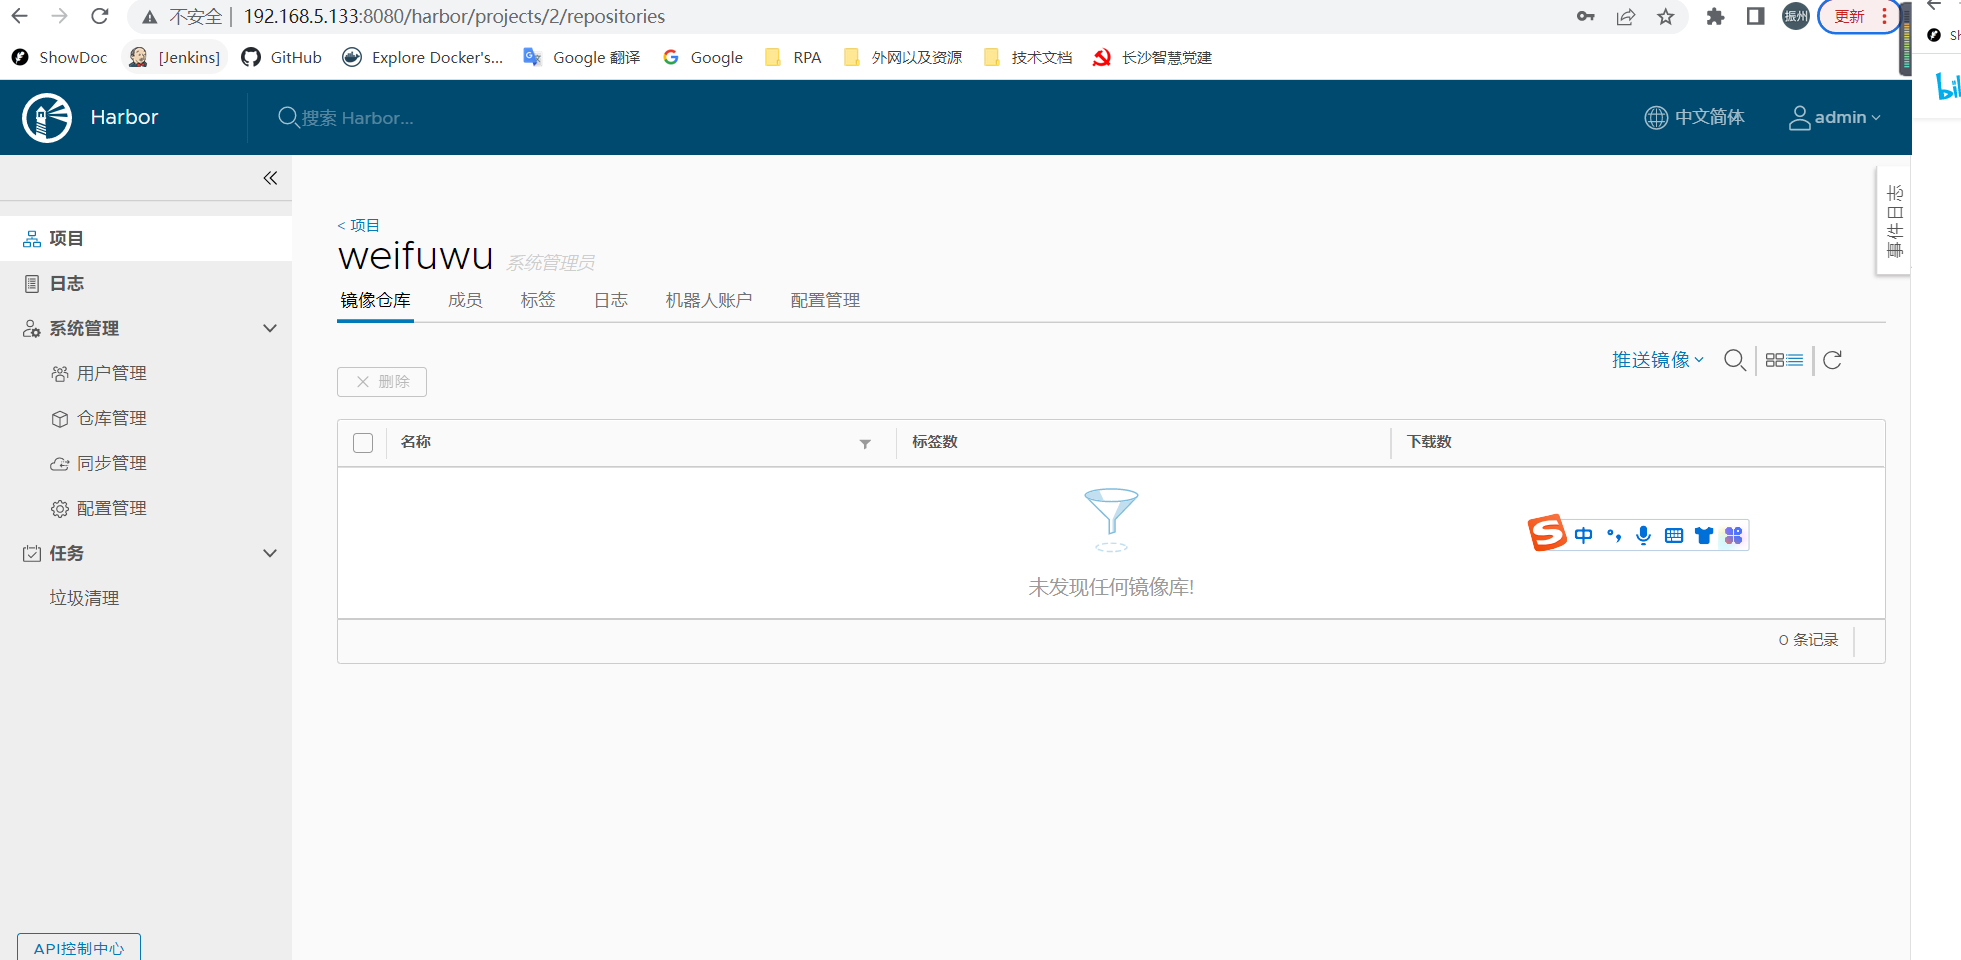 不安全 | 192.168.5.133:8080/harbor/projects/2/repositories 振州 更新
ShowDoc [Jenkins] GitHub Explore Docker's... Google 翻译 Google RPA 外网以及资源 技术文档 长沙智慧党建
Harbor 搜索 Harbor... 中文简体 admin
事件日志
项目
日志
系统管理
用户管理
仓库管理
同步管理
配置管理
任务
垃圾清理
API控制中心
< 项目
weifuwu 系统管理员
镜像仓库 成员 标签 日志 机器人账户 配置管理
推送镜像
删除
名称 标签数 下载数
未发现任何镜像库!
中
0 条记录